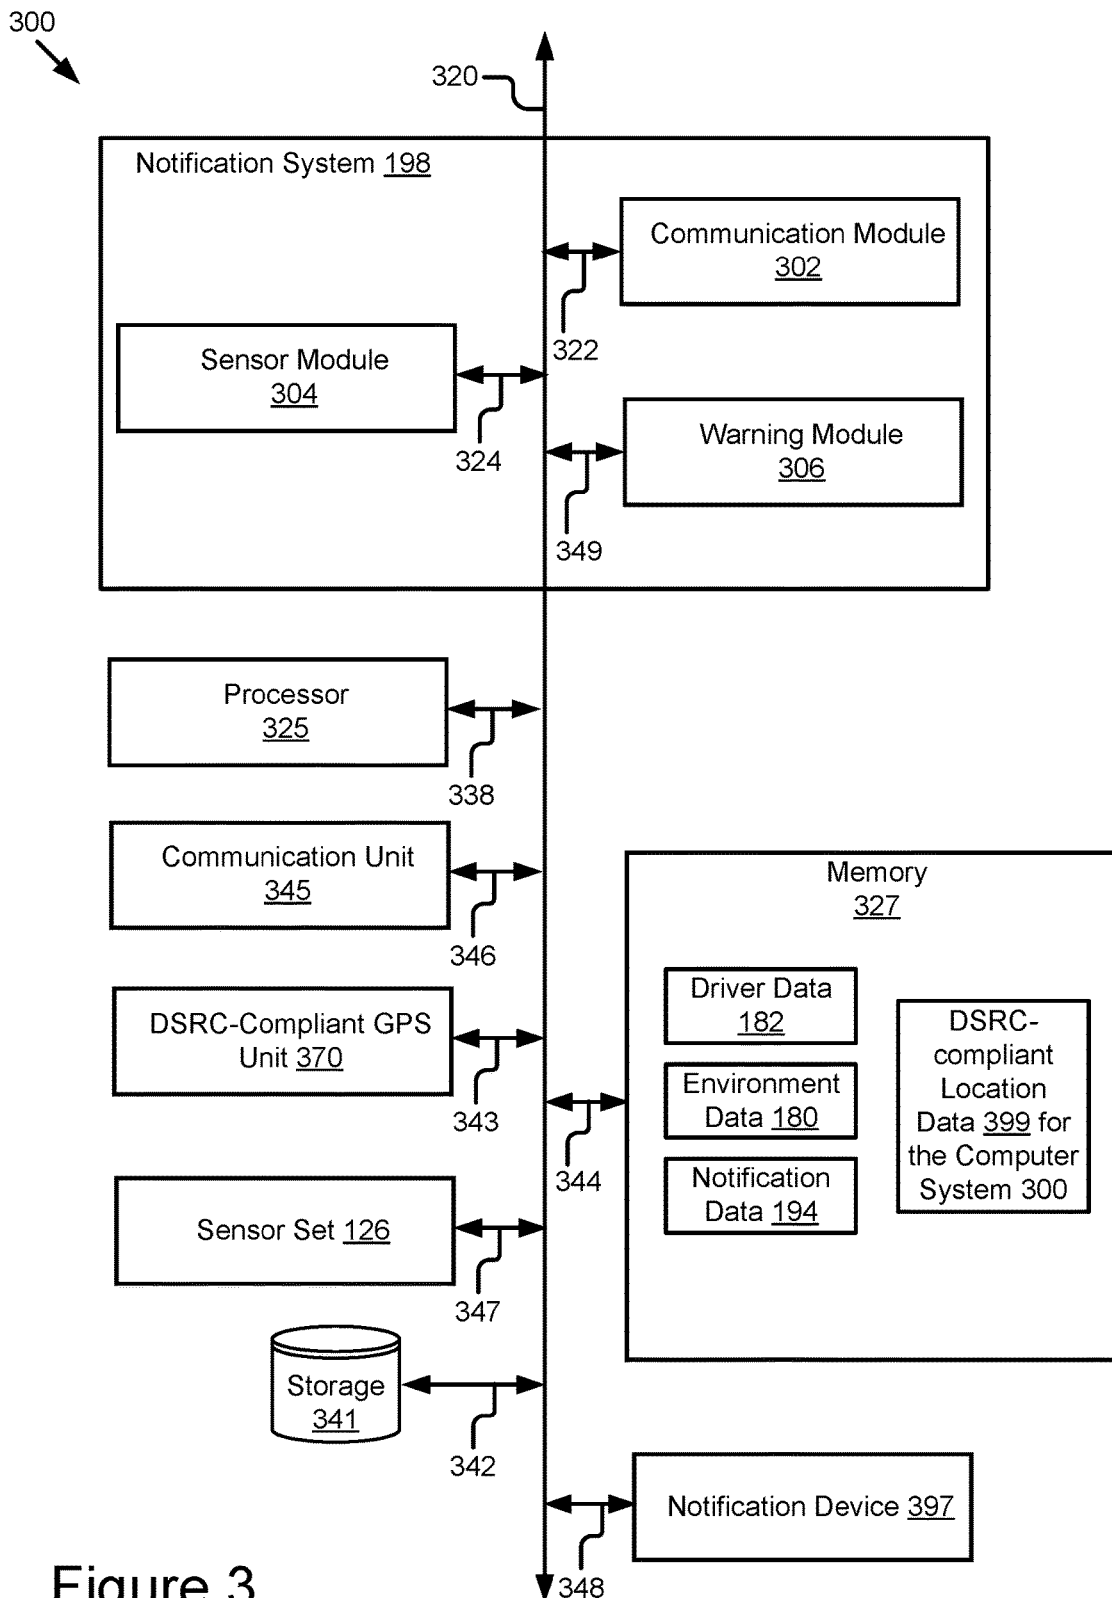 300
320
Notification System 198
Communication Module
302
322
Sensor Module
304
324
Warning Module
306
349
Processor
325
338
Communication Unit
345
346
Memory
327
DSRC-Compliant GPS
Unit 370
343
Driver Data
182
Environment
Data 180
Notification
Data 194
DSRC-
compliant
Location
Data 399 for
the Computer
System 300
344
Sensor Set 126
347
Storage
341
342
Notification Device 397
348
Figure 3